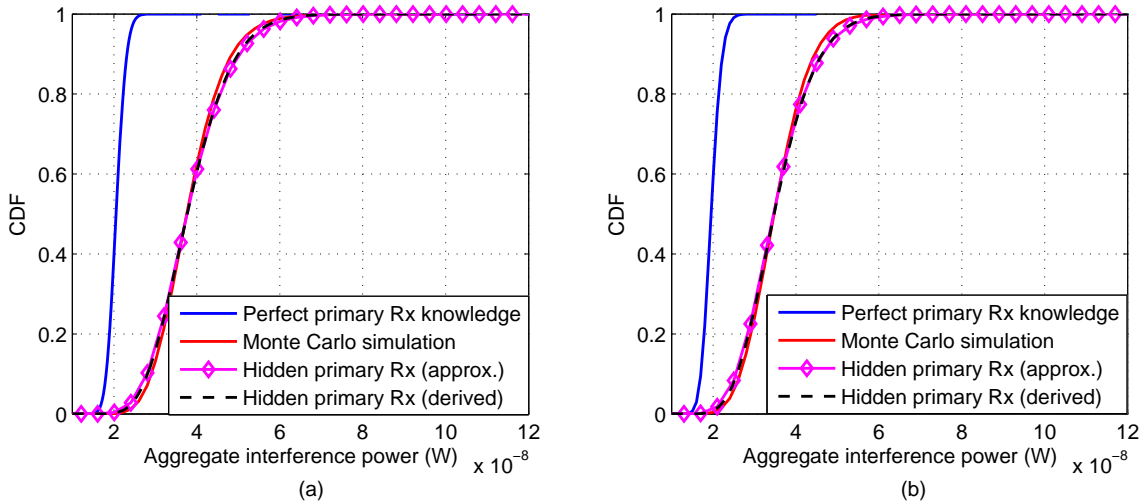 1
0.8
0.6
0.4
0.2
0
CDF
2 4 6 8 10 12
x 10⁻⁸
Aggregate interference power (W)
Perfect primary Rx knowledge
Monte Carlo simulation
Hidden primary Rx (approx.)
Hidden primary Rx (derived)
(a)
1
0.8
0.6
0.4
0.2
0
CDF
2 4 6 8 10 12
x 10⁻⁸
Aggregate interference power (W)
Perfect primary Rx knowledge
Monte Carlo simulation
Hidden primary Rx (approx.)
Hidden primary Rx (derived)
(b)